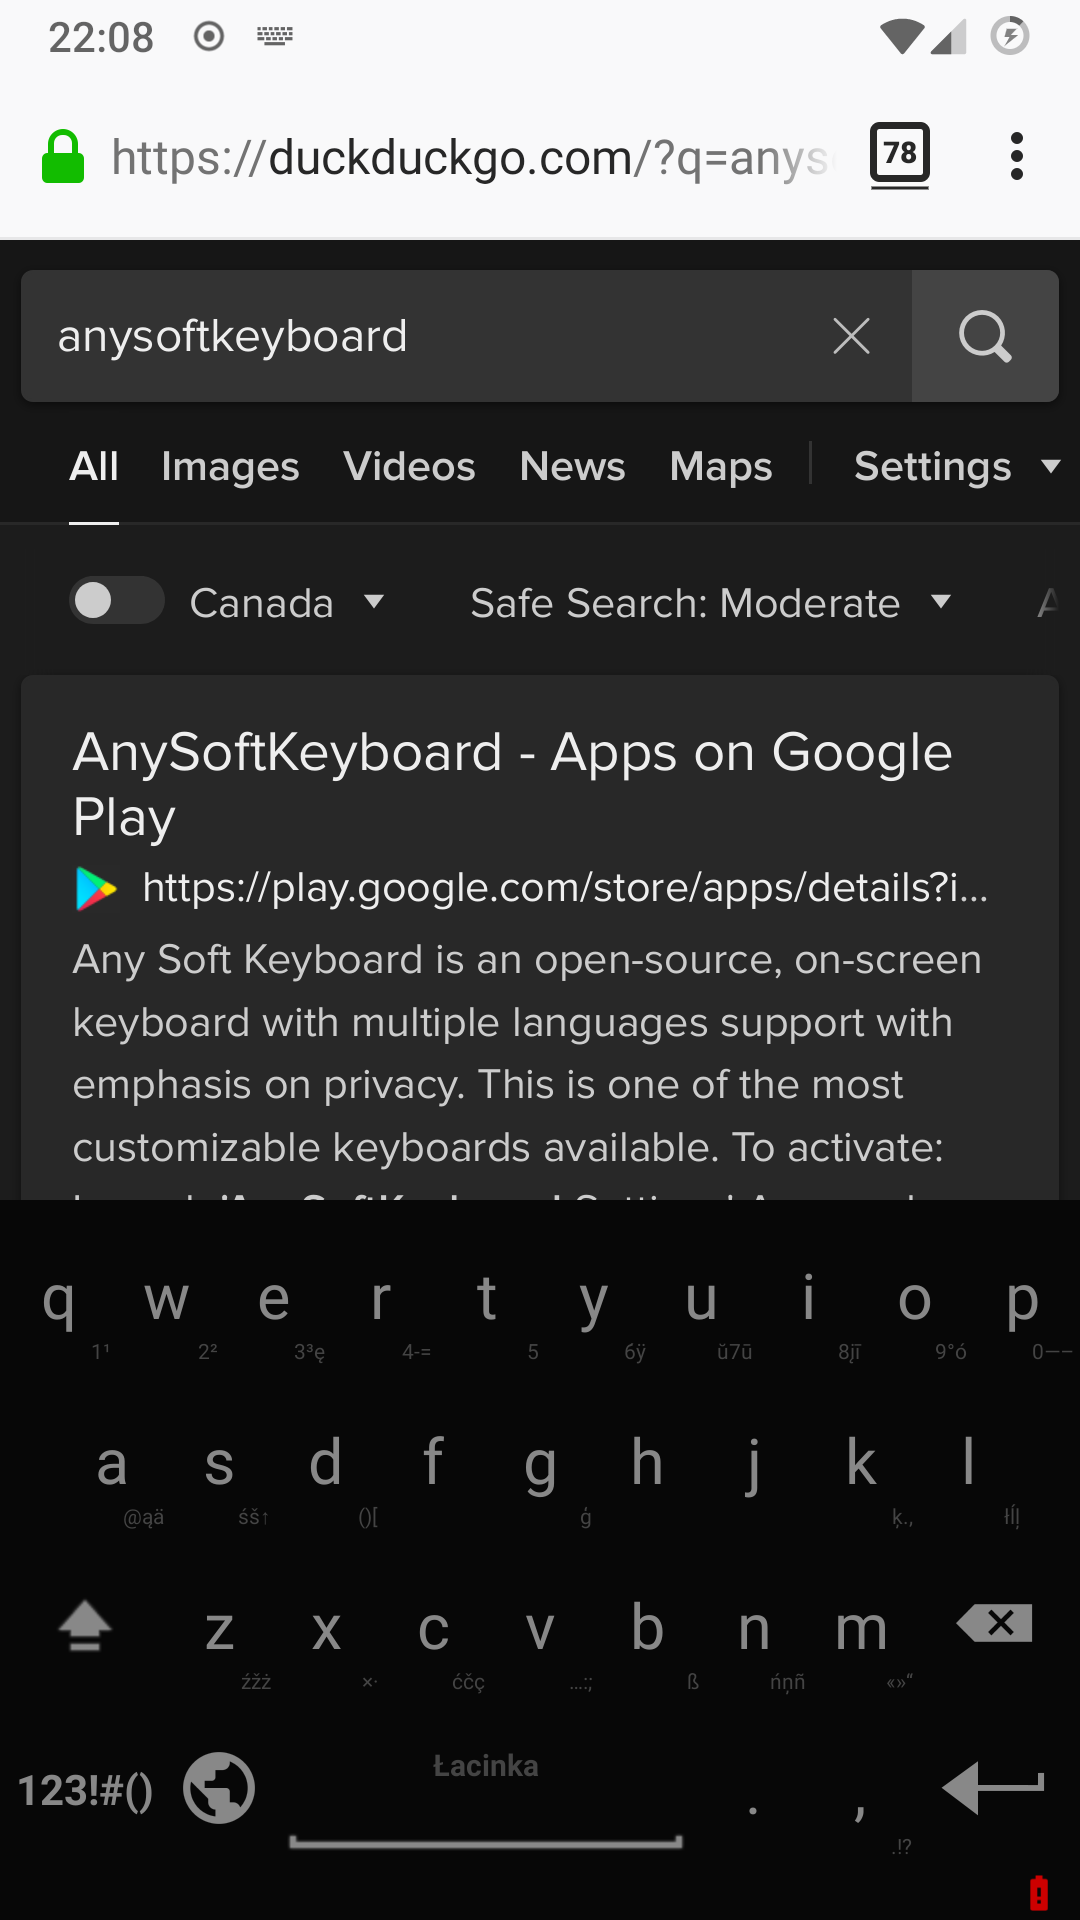 22:08
https://duckduckgo.com/?q=anys
78
anysoftkeyboard
All Images Videos News Maps Settings
Canada Safe Search: Moderate
AnySoftKeyboard - Apps on Google
Play
https://play.google.com/store/apps/details?i...
Any Soft Keyboard is an open-source, on-screen
keyboard with multiple languages support with
emphasis on privacy. This is one of the most
customizable keyboards available. To activate:
q w e r t y u i o p
1¹ 2² 3³ę 4-= 5 6ÿ ŭ7ū 8įī 9°ó 0—–
a s d f g h j k l
@ąä śš↑ ()[ ģ ķ., łĺļ
z x c v b n m
źžż ×· ćčç …:; ß ńņñ «»“
Łacinka
123!#() . ,
.!?